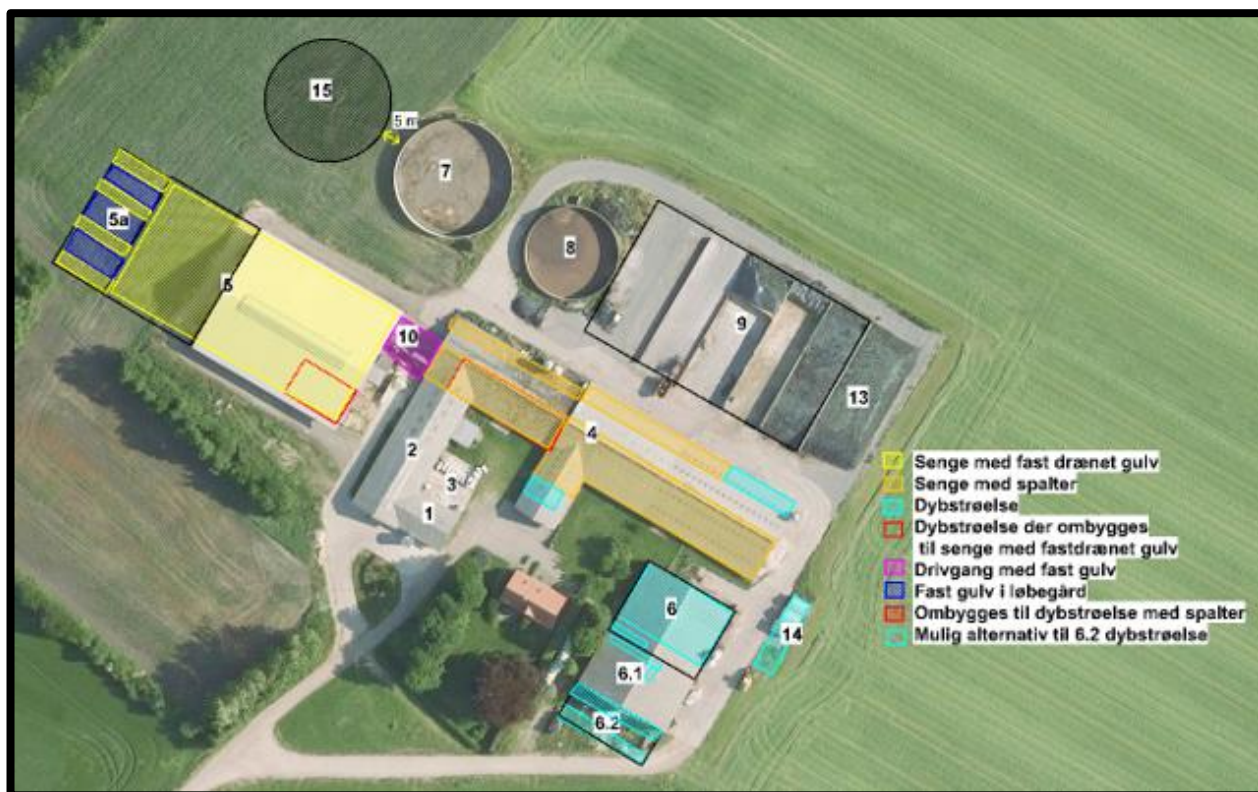 15
5 m
7
5a
8
5
9
10
13
4
2
3
1
6
14
6.1
6.2
Senge med fast drænet gulv
Senge med spalter
Dybstrøelse
Dybstrøelse der ombygges
til senge med fastdrænet gulv
Drivgang med fast gulv
Fast gulv i løbegård
Ombygges til dybstrøelse med spalter
Mulig alternativ til 6.2 dybstrøelse